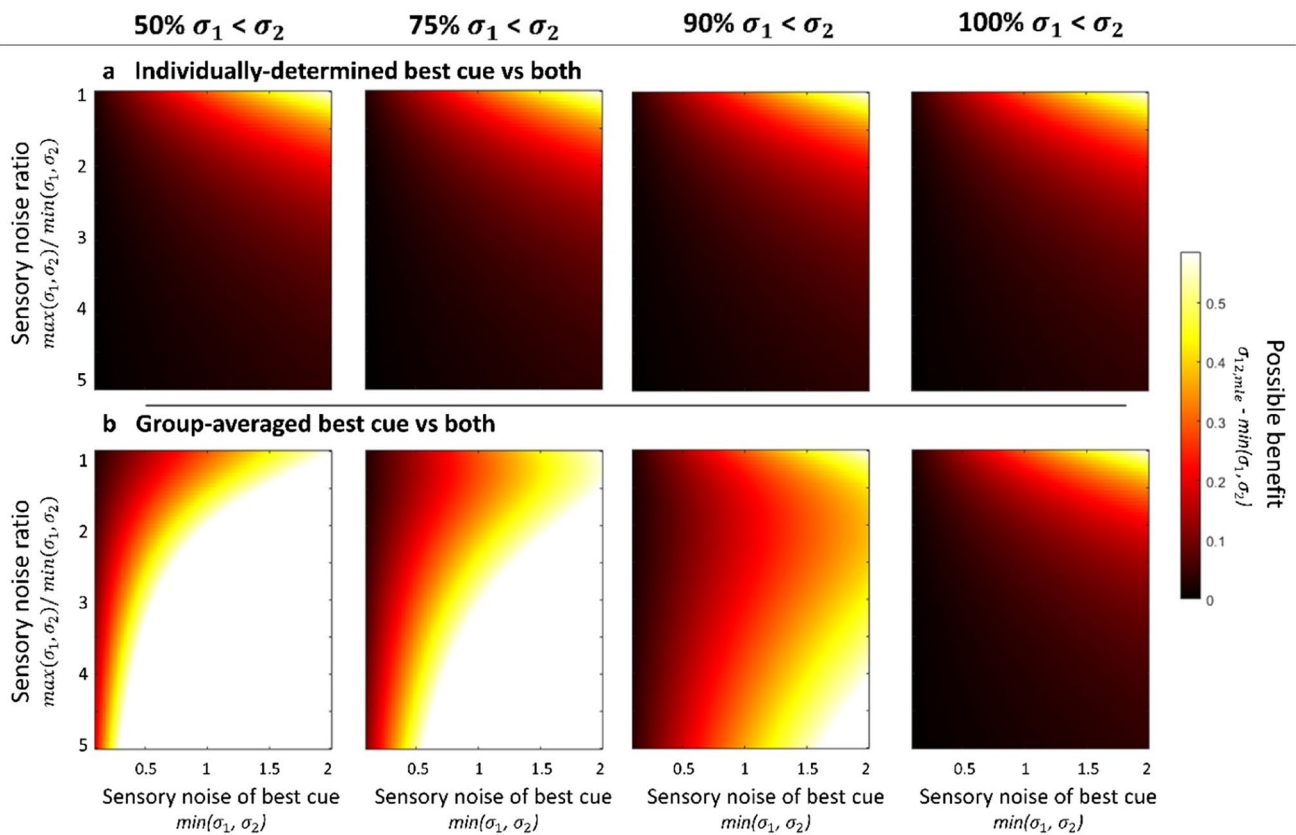 50% σ₁ < σ₂ 75% σ₁ < σ₂ 90% σ₁ < σ₂ 100% σ₁ < σ₂
a Individually-determined best cue vs both
Sensory noise ratio
max(σ₁, σ₂)/ min(σ₁, σ₂)
1
2
3
4
5
b Group-averaged best cue vs both
Sensory noise ratio
max(σ₁, σ₂)/ min(σ₁, σ₂)
1
2
3
4
5
0.5 1 1.5 2 0.5 1 1.5 2 0.5 1 1.5 2 0.5 1 1.5 2
Sensory noise of best cue Sensory noise of best cue Sensory noise of best cue Sensory noise of best cue
min(σ₁, σ₂) min(σ₁, σ₂) min(σ₁, σ₂) min(σ₁, σ₂)
0.5
0.4
0.3
0.2
0.1
0
Possible benefit
σ₁₂,mle - min(σ₁, σ₂)